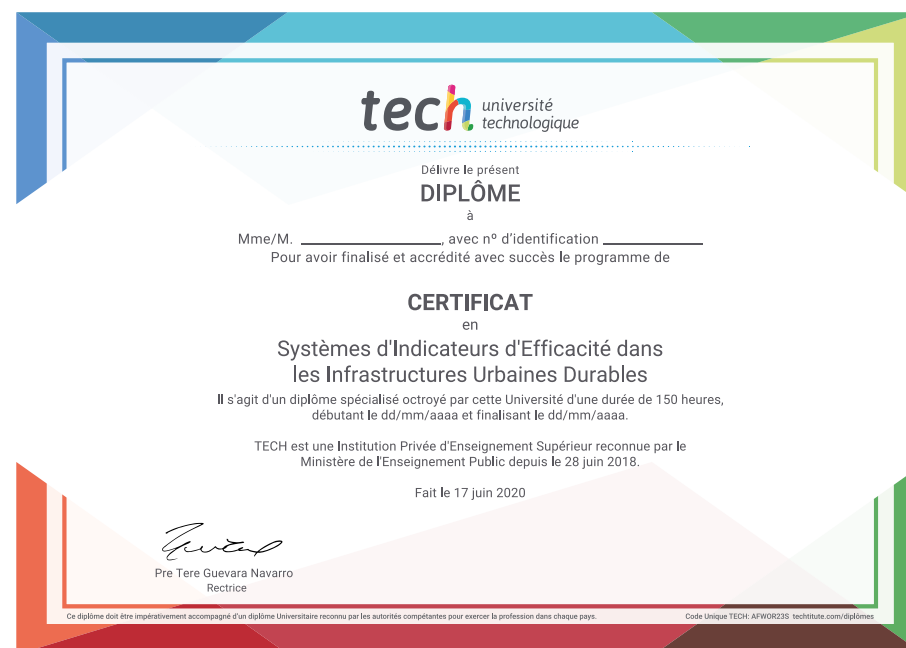 tech université
technologique
Délivre le présent
DIPLÔME
à
Mme/M. ____________________, avec nº d'identification ______________
Pour avoir finalisé et accrédité avec succès le programme de
CERTIFICAT
en
Systèmes d'Indicateurs d'Efficacité dans
les Infrastructures Urbaines Durables
Il s'agit d'un diplôme spécialisé octroyé par cette Université d'une durée de 150 heures,
débutant le dd/mm/aaaa et finalisant le dd/mm/aaaa.
TECH est une Institution Privée d'Enseignement Supérieur reconnue par le
Ministère de l'Enseignement Public depuis le 28 juin 2018.
Fait le 17 juin 2020
Pre Tere Guevara Navarro
Rectrice
Ce diplôme doit être impérativement accompagné d'un diplôme Universitaire reconnu par les autorités compétantes pour exercer la profession dans chaque pays.
Code Unique TECH: AFWOR23S techtitute.com/diplômes